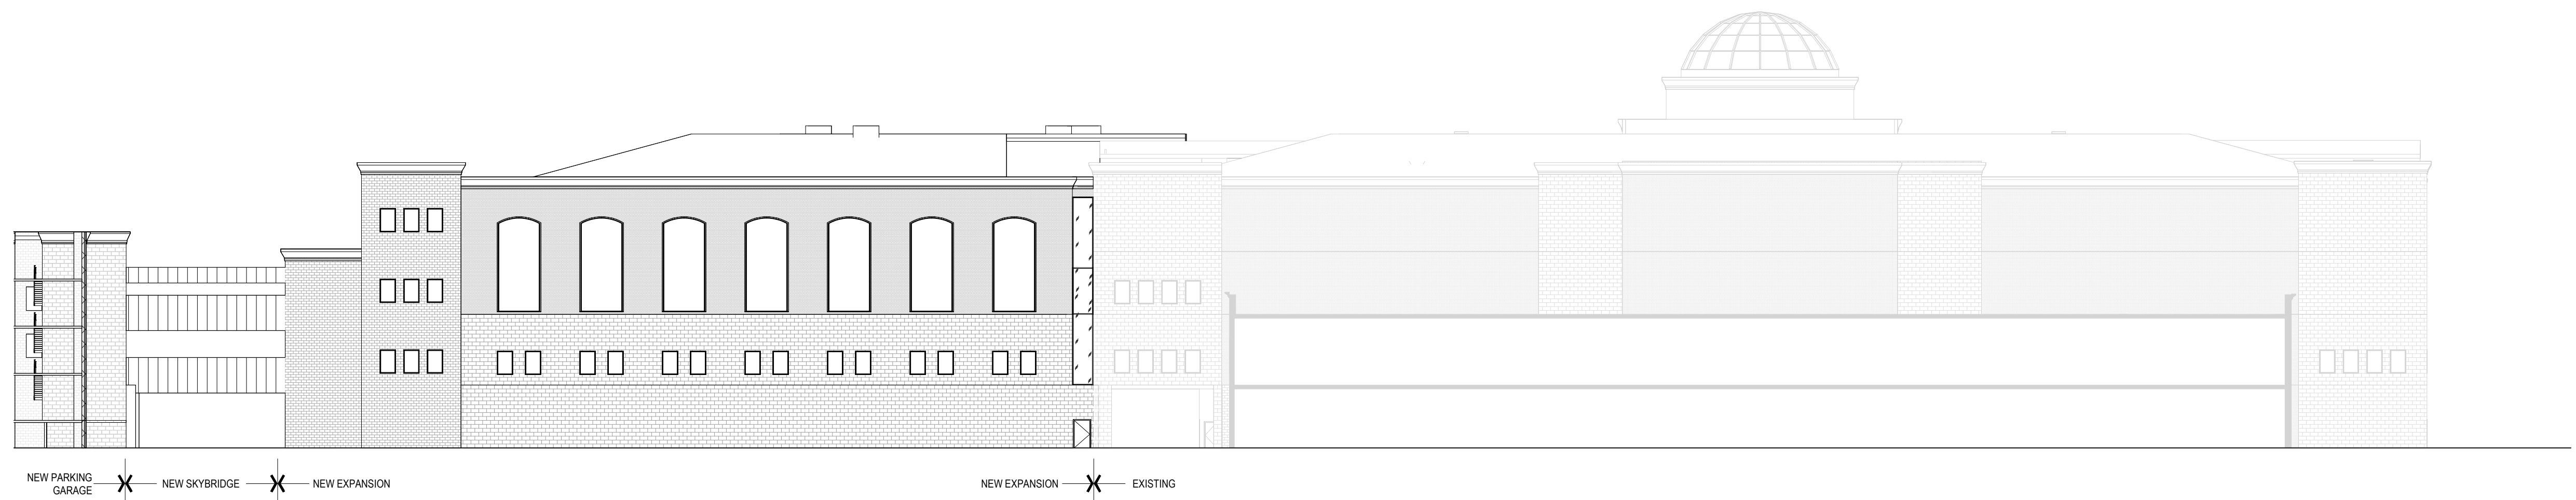 NEW PARKING
GARAGE
NEW SKYBRIDGE
NEW EXPANSION
NEW EXPANSION
EXISTING